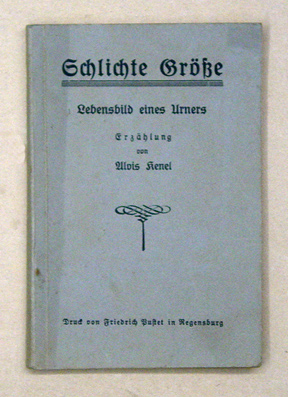 Schlichte Größe
Lebensbild eines Urners
Erzählung
von
Alois Kenel
Druck von Friedrich Pustet in Regensburg